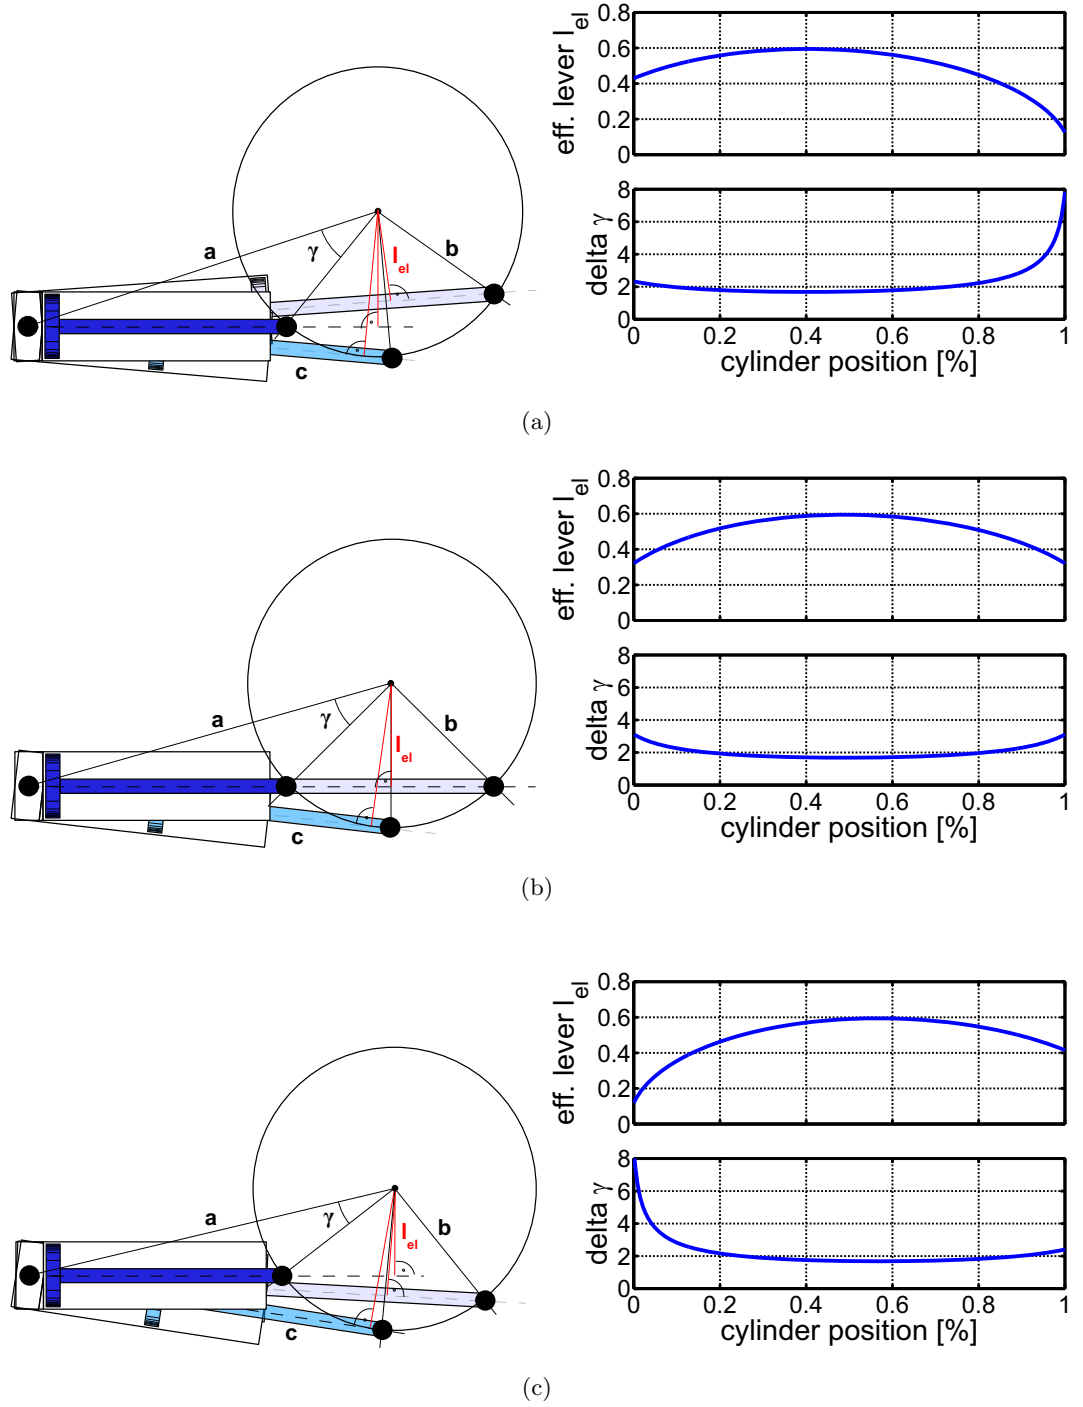 a
γ
b
l_el
c
eff. lever l_el
0.8
0.6
0.4
0.2
0
delta γ
8
6
4
2
0
0 0.2 0.4 0.6 0.8 1
cylinder position [%]
(a)
a
γ
b
l_el
c
eff. lever l_el
0.8
0.6
0.4
0.2
0
delta γ
8
6
4
2
0
0 0.2 0.4 0.6 0.8 1
cylinder position [%]
(b)
a
γ
b
l_el
c
eff. lever l_el
0.8
0.6
0.4
0.2
0
delta γ
8
6
4
2
0
0 0.2 0.4 0.6 0.8 1
cylinder position [%]
(c)